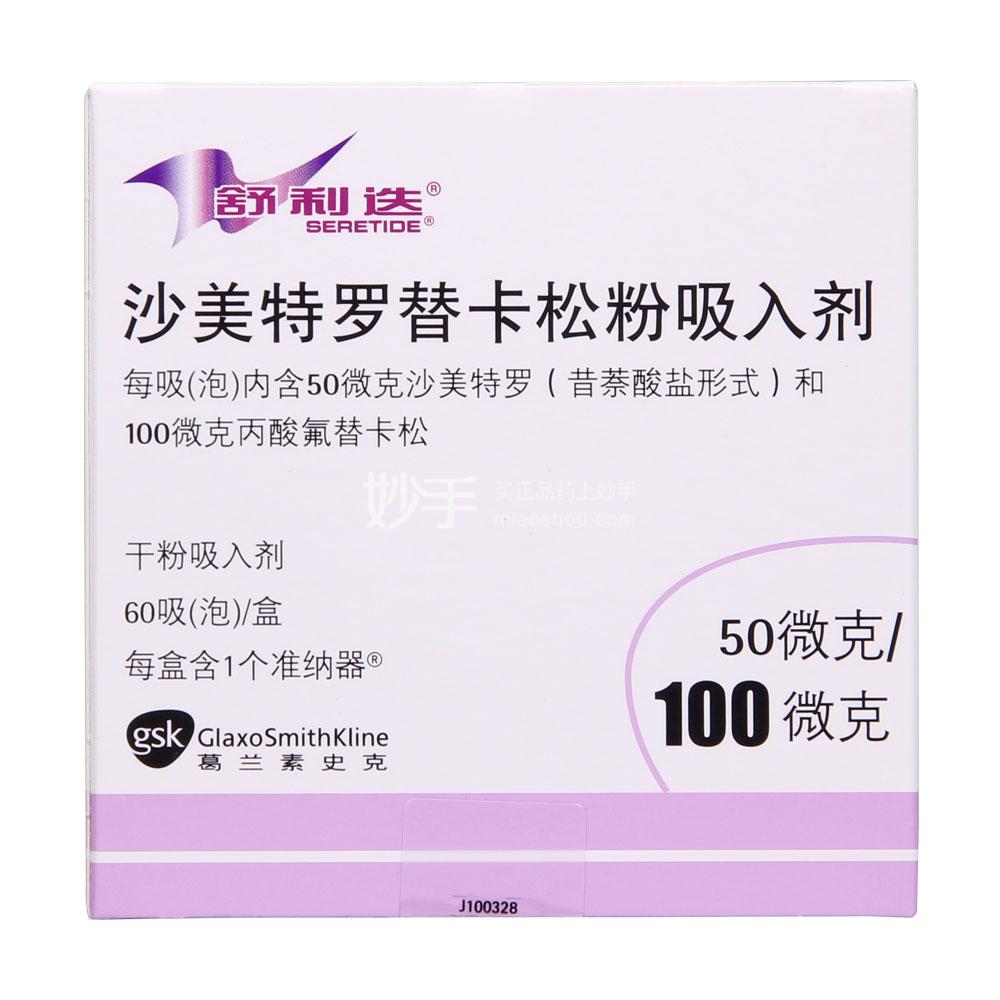 舒利迭®
SERETIDE®
沙美特罗替卡松粉吸入剂
每吸(泡)内含50微克沙美特罗(昔萘酸盐形式)和
100微克丙酸氟替卡松
妙手 买正品药上妙手
miaoshou.com
干粉吸入剂
60吸(泡)/盒
每盒含1个准纳器®
50微克/
100微克
gsk GlaxoSmithKline
葛兰素史克
J100328